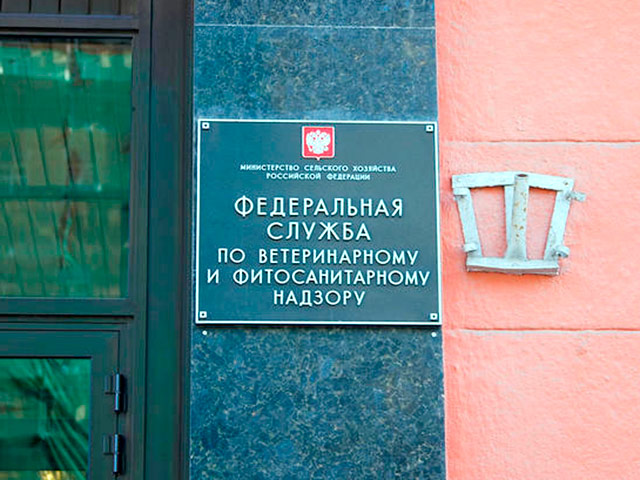 МИНИСТЕРСТВО СЕЛЬСКОГО ХОЗЯЙСТВА
РОССИЙСКОЙ ФЕДЕРАЦИИ
ФЕДЕРАЛЬНАЯ
СЛУЖБА
ПО ВЕТЕРИНАРНОМУ
И ФИТОСАНИТАРНОМУ
НАДЗОРУ